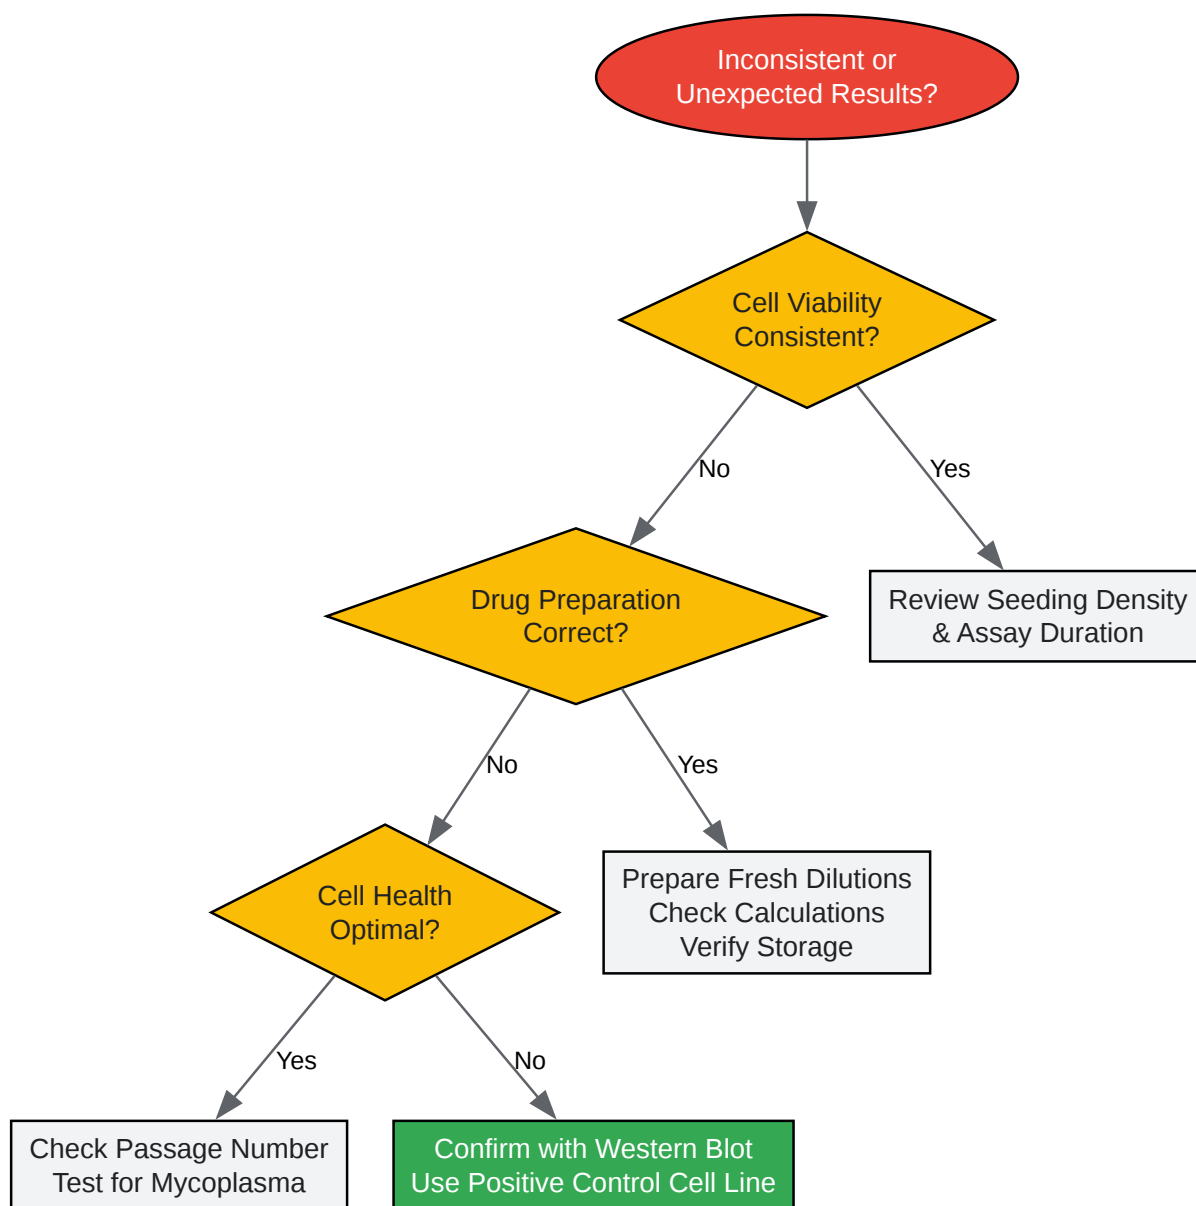 Inconsistent or
Unexpected Results?
Cell Viability
Consistent?
No
Yes
Drug Preparation
Correct?
Review Seeding Density
& Assay Duration
No
Yes
Cell Health
Optimal?
Prepare Fresh Dilutions
Check Calculations
Verify Storage
Yes
No
Check Passage Number
Test for Mycoplasma
Confirm with Western Blot
Use Positive Control Cell Line